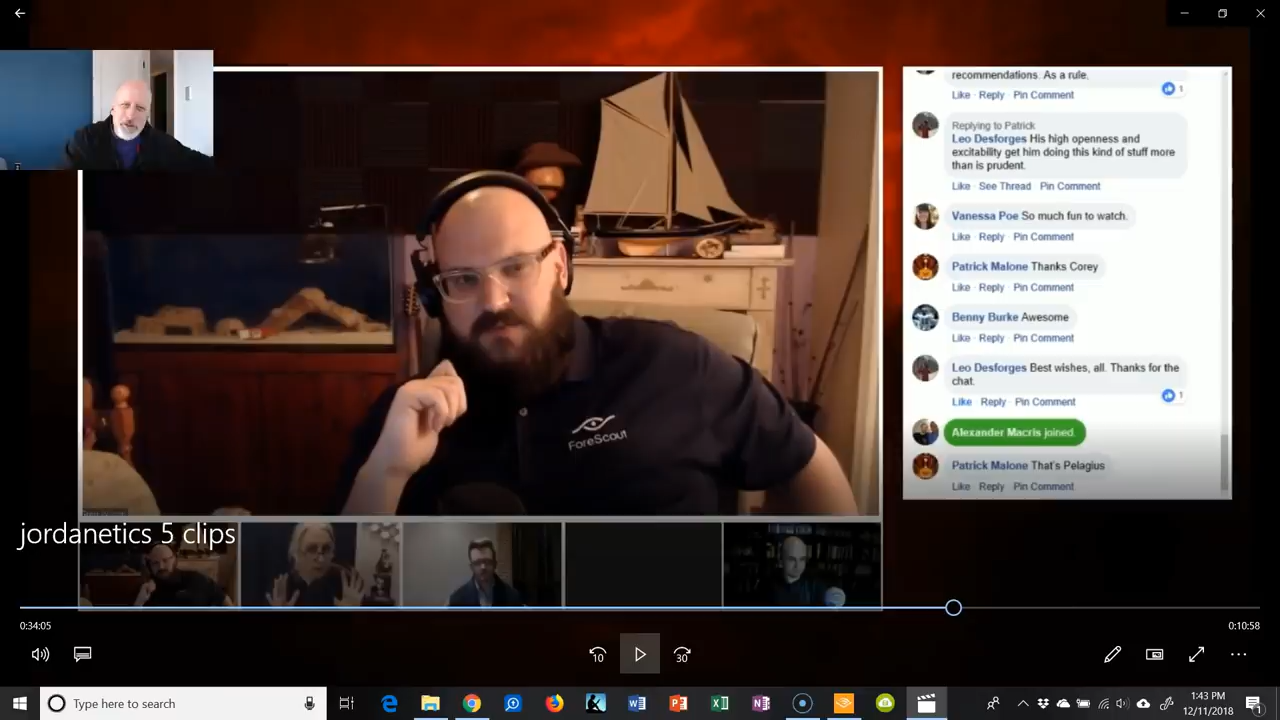 recommendations. As a rule,
Like · Reply · Pin Comment
1
Replying to Patrick
Leo Desforges His high openness and
excitability get him doing this kind of stuff more
than is prudent.
Like · See Thread · Pin Comment
Vanessa Poe So much fun to watch.
Like · Reply · Pin Comment
Patrick Malone Thanks Corey
Like · Reply · Pin Comment
Benny Burke Awesome
Like · Reply · Pin Comment
Leo Desforges Best wishes, all. Thanks for the
chat.
Like · Reply · Pin Comment
1
Alexander Macris joined.
Patrick Malone That's Pelagius
Like · Reply · Pin Comment
ForeScout
jordanetics 5 clips
0:34:05
0:10:58
10
30
Type here to search
1:43 PM
12/11/2018
1